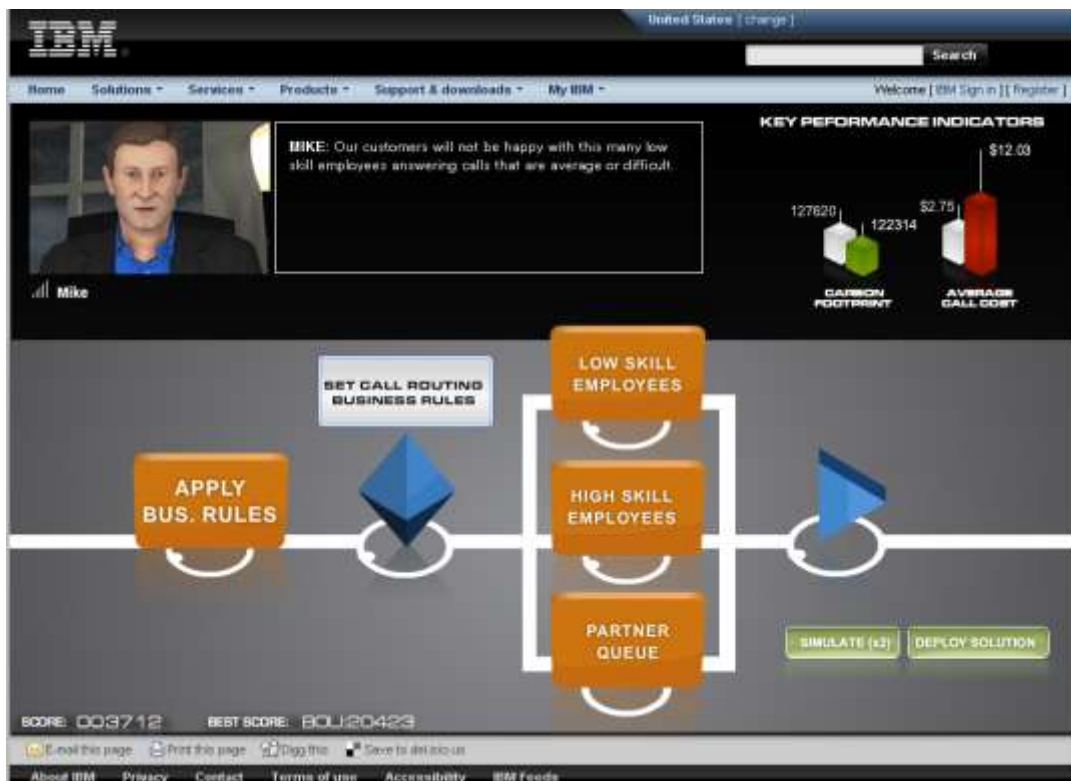 United States [ change ]
IBM
Search
Home Solutions Services Products Support & downloads My IBM Welcome [ IBM Sign in ] [ Register ]
KEY PEFORMANCE INDICATORS
MIKE: Our customers will not be happy with this many low
skill employees answering calls that are average or difficult.
$12.03
127620
$2.75
122314
Mike
CARBON
FOOTPRINT
AVERAGE
CALL COST
SET CALL ROUTING
BUSINESS RULES
LOW SKILL
EMPLOYEES
APPLY
BUS. RULES
HIGH SKILL
EMPLOYEES
PARTNER
QUEUE
SIMULATE (x2) DEPLOY SOLUTION
SCORE: 003712 BEST SCORE: BOLI:20423
E-mail this page Print this page Digg this Save to del.icio.us
About IBM Privacy Contact Terms of use Accessibility IBM Feeds